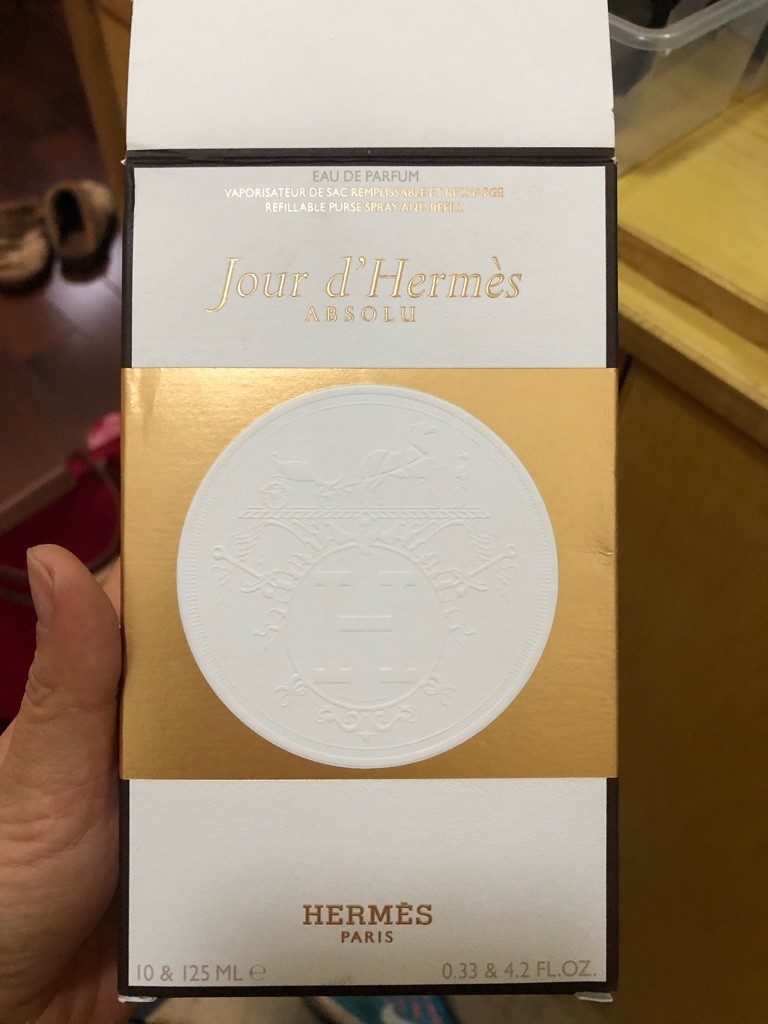 EAU DE PARFUM
VAPORISATEUR DE SAC REMPLISSABLE ET RECHARGE
REFILLABLE PURSE SPRAY AND REFILL
Jour d'Hermès
ABSOLU
H
HERMÈS
PARIS
10 & 125 ML ℮ 0.33 & 4.2 FL.OZ.